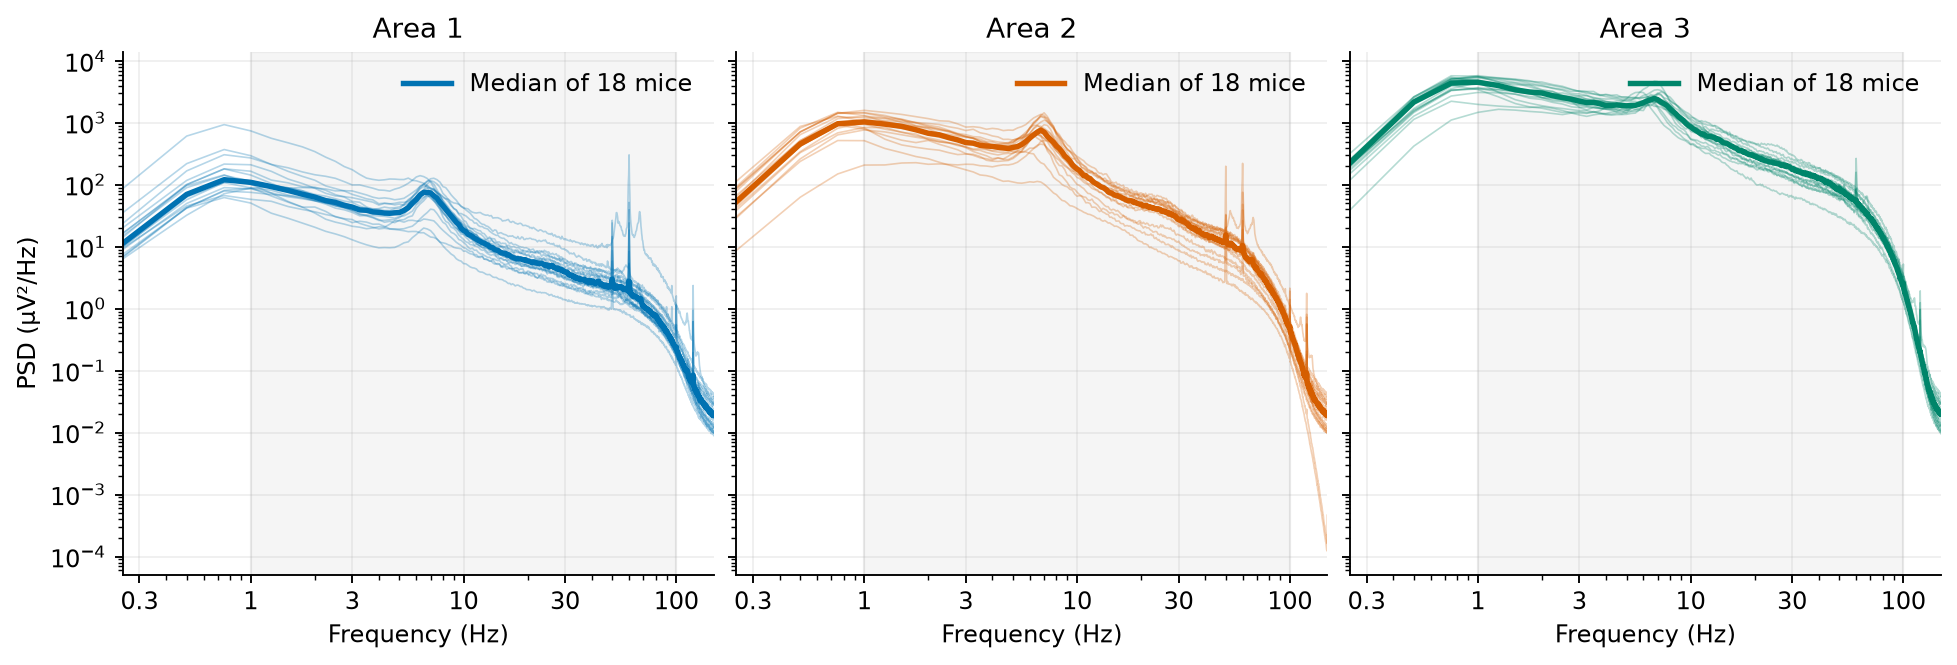 Area 1
Area 2
Area 3
Median of 18 mice
Median of 18 mice
Median of 18 mice
PSD (µV²/Hz)
10⁴
10³
10²
10¹
10⁰
10⁻¹
10⁻²
10⁻³
10⁻⁴
0.3 1 3 10 30 100
0.3 1 3 10 30 100
0.3 1 3 10 30 100
Frequency (Hz)
Frequency (Hz)
Frequency (Hz)